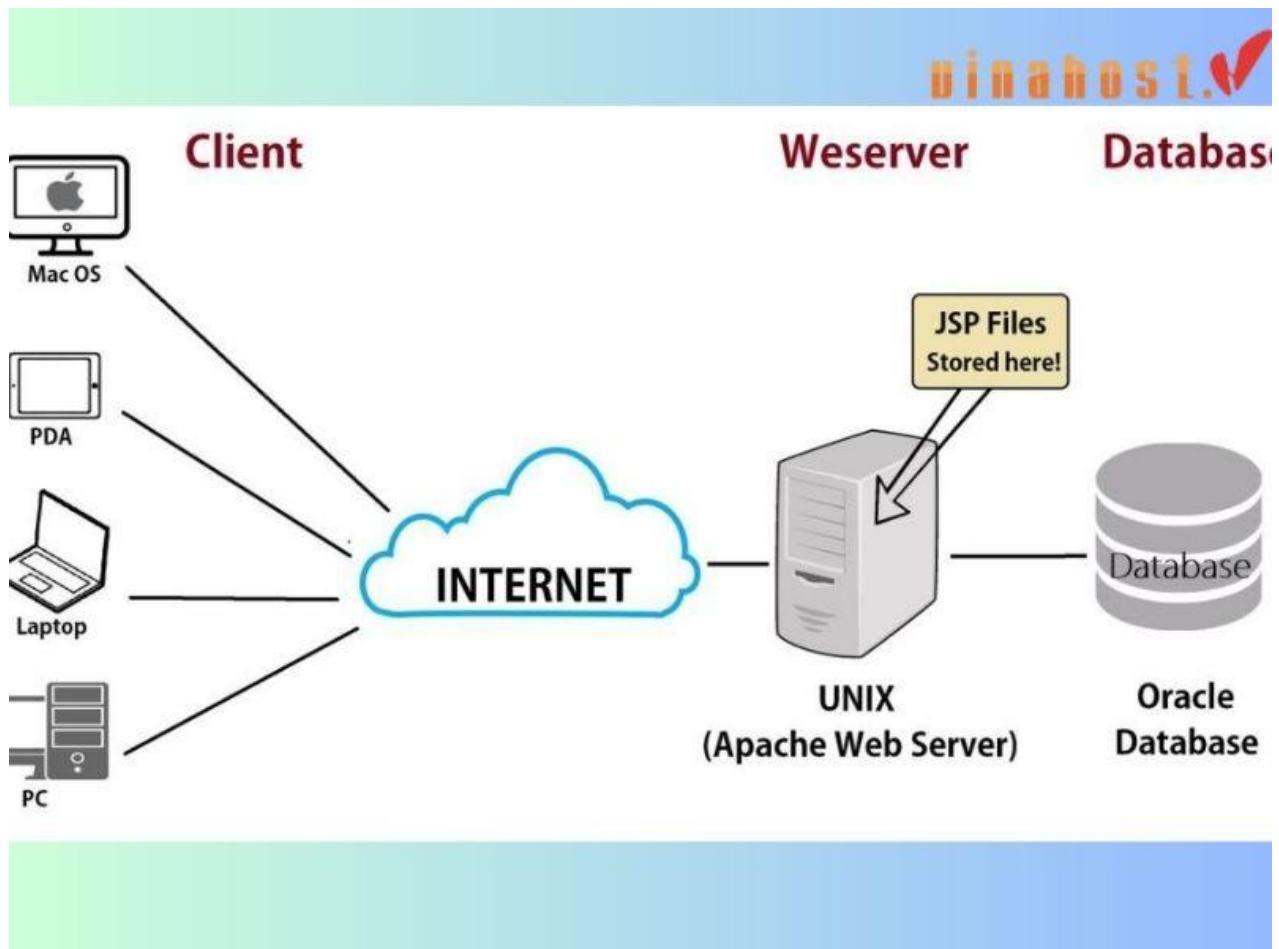 vinahost.V
Client
Weserver
Databas
Mac OS
JSP Files
Stored here!
PDA
INTERNET
Database
Laptop
UNIX
(Apache Web Server)
Oracle
Database
PC